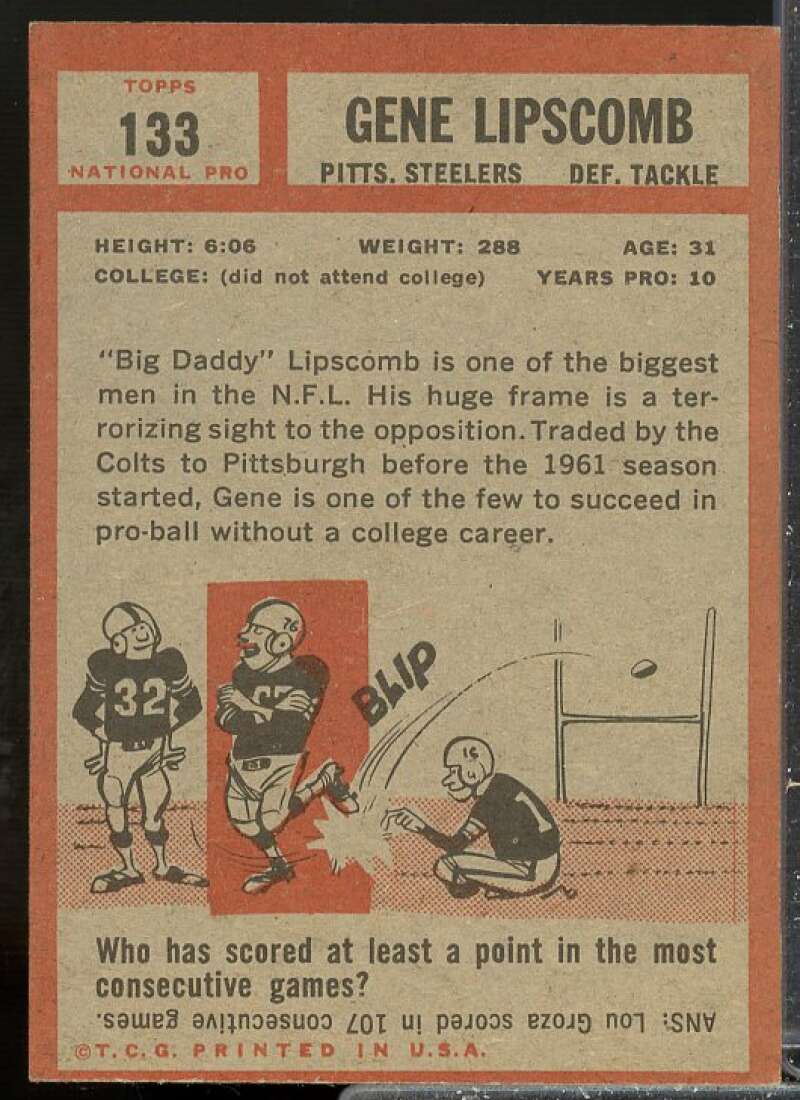 TOPPS
133
NATIONAL PRO
GENE LIPSCOMB
PITTS. STEELERS DEF. TACKLE
HEIGHT: 6:06 WEIGHT: 288 AGE: 31
COLLEGE: (did not attend college) YEARS PRO: 10
"Big Daddy" Lipscomb is one of the biggest
men in the N.F.L. His huge frame is a ter-
rorizing sight to the opposition. Traded by the
Colts to Pittsburgh before the 1961 season
started, Gene is one of the few to succeed in
pro-ball without a college career.
32
76
BLIP
16
1
Who has scored at least a point in the most
consecutive games?
ANS: Lou Groza scored in 107 consecutive games.
©T.C.G. PRINTED IN U.S.A.